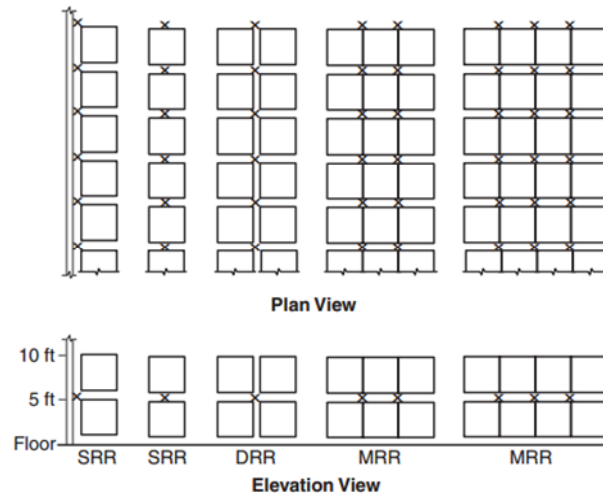 Plan View
10 ft
5 ft
Floor
SRR SRR DRR MRR MRR
Elevation View